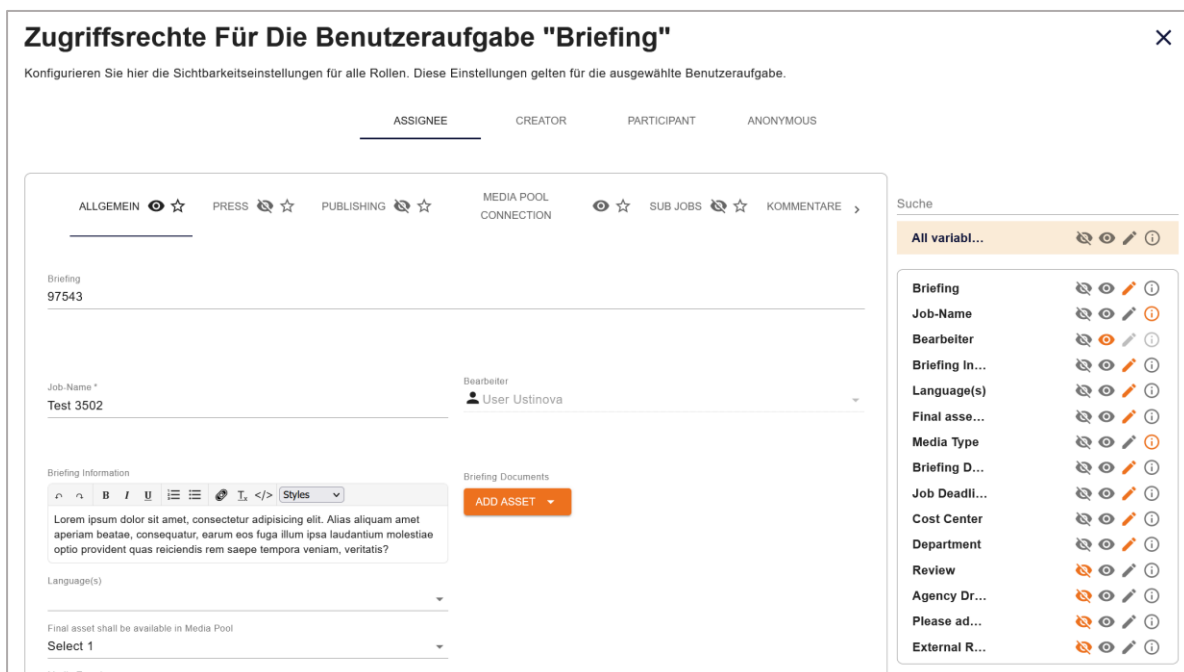 Zugriffsrechte Für Die Benutzeraufgabe "Briefing"
Konfigurieren Sie hier die Sichtbarkeitseinstellungen für alle Rollen. Diese Einstellungen gelten für die ausgewählte Benutzeraufgabe.
ASSIGNEE CREATOR PARTICIPANT ANONYMOUS
ALLGEMEIN PRESS PUBLISHING MEDIA POOL CONNECTION SUB JOBS KOMMENTARE
Briefing
97543
Job-Name *
Test 3502
Bearbeiter
User Ustinova
Briefing Information
B I U Styles
Lorem ipsum dolor sit amet, consectetur adipisicing elit. Alias aliquam amet
aperiam beatae, consequatur, earum eos fuga illum ipsa laudantium molestiae
optio provident quas reiciendis rem saepe tempora veniam, veritatis?
Briefing Documents
ADD ASSET
Language(s)
Final asset shall be available in Media Pool
Select 1
Suche
All variabl...
Briefing
Job-Name
Bearbeiter
Briefing In...
Language(s)
Final asse...
Media Type
Briefing D...
Job Deadli...
Cost Center
Department
Review
Agency Dr...
Please ad...
External R...